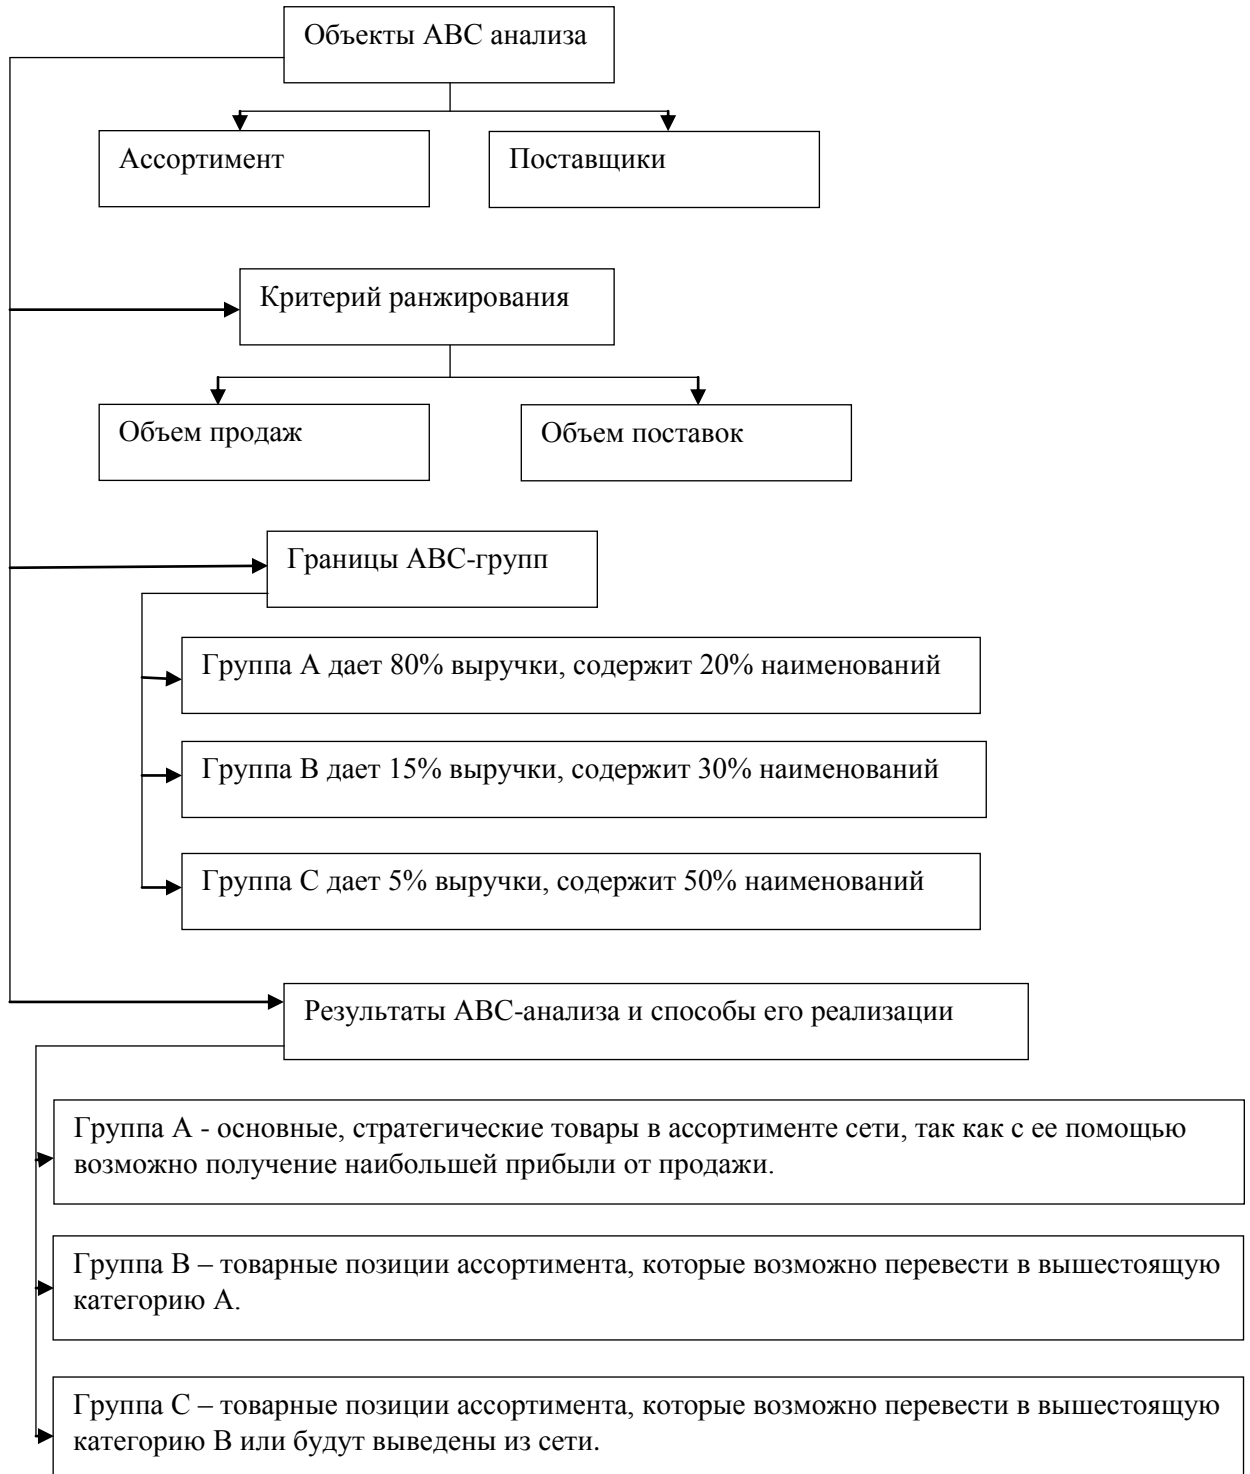 Объекты АВС анализа
Ассортимент
Поставщики
Критерий ранжирования
Объем продаж
Объем поставок
Границы АВС-групп
Группа А дает 80% выручки, содержит 20% наименований
Группа В дает 15% выручки, содержит 30% наименований
Группа С дает 5% выручки, содержит 50% наименований
Результаты АВС-анализа и способы его реализации
Группа А - основные, стратегические товары в ассортименте сети, так как с ее помощью
возможно получение наибольшей прибыли от продажи.
Группа В – товарные позиции ассортимента, которые возможно перевести в вышестоящую
категорию А.
Группа С – товарные позиции ассортимента, которые возможно перевести в вышестоящую
категорию В или будут выведены из сети.